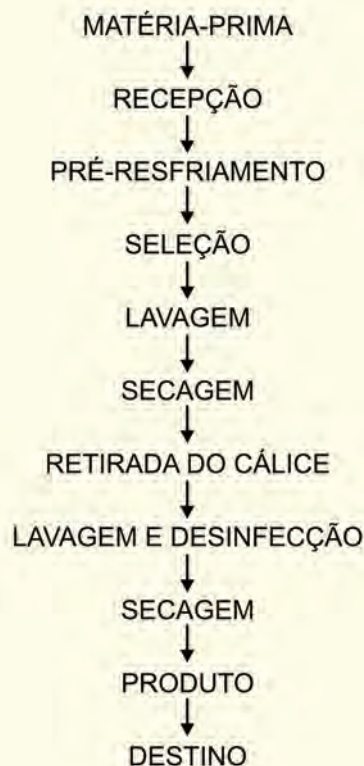 MATÉRIA-PRIMA
RECEPÇÃO
PRÉ-RESFRIAMENTO
SELEÇÃO
LAVAGEM
SECAGEM
RETIRADA DO CÁLICE
LAVAGEM E DESINFECÇÃO
SECAGEM
PRODUTO
DESTINO